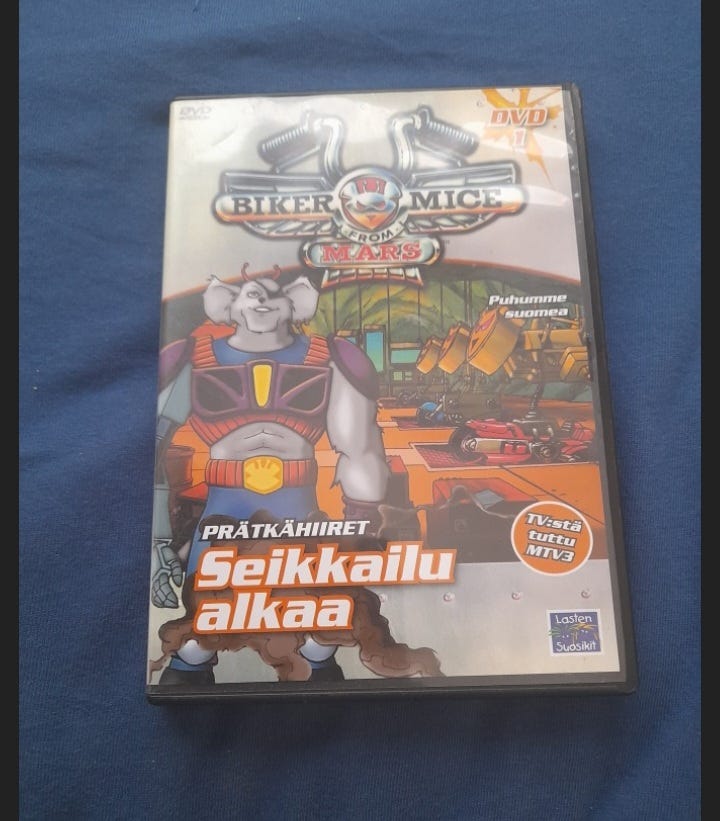 DVD
DVD
1
BIKER MICE
FROM
MARS
Puhumme
suomea
PRÄTKÄHIIRET
Seikkailu
alkaa
TV:stä
tuttu
MTV3
Lasten
Suosikit